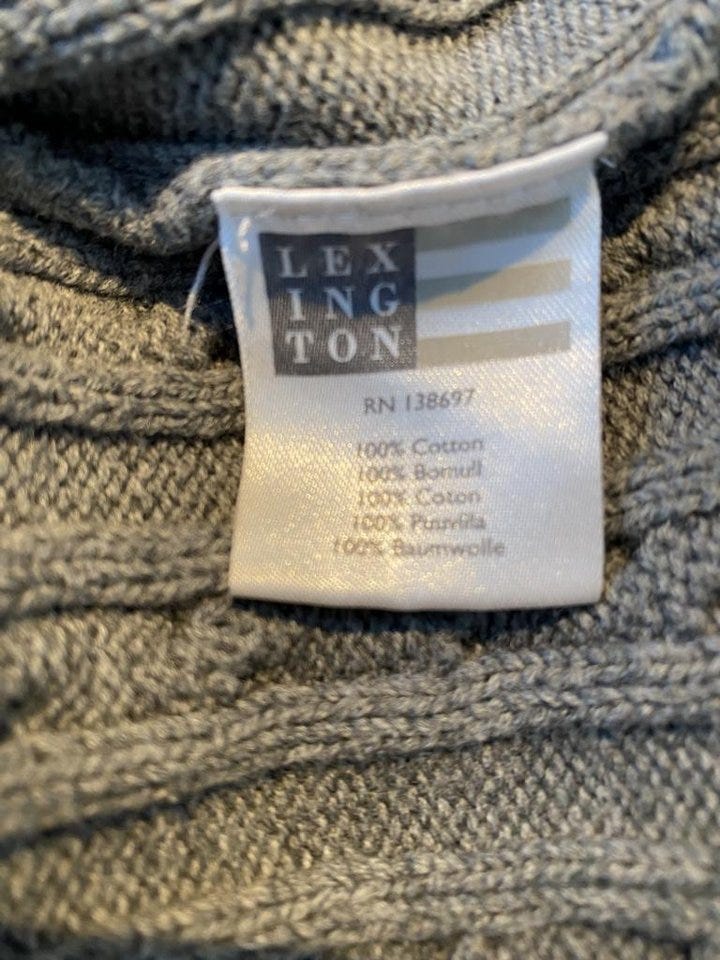 LEX
ING
TON
RN 138697
100% Cotton
100% Bomull
100% Coton
100% Puuvilla
100% Baumwolle